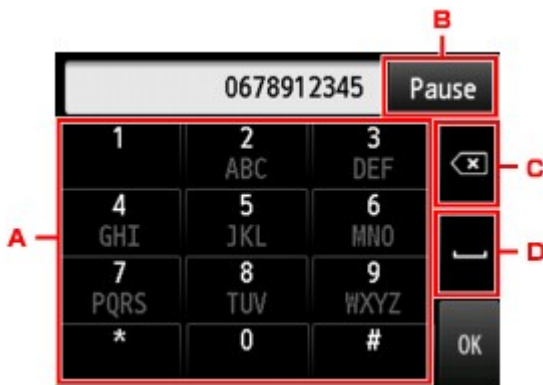 B
0678912345 Pause
1 2 3
ABC DEF
C
4 5 6
GHI JKL MNO
A
D
7 8 9
PQRS TUV WXYZ
* 0 # OK